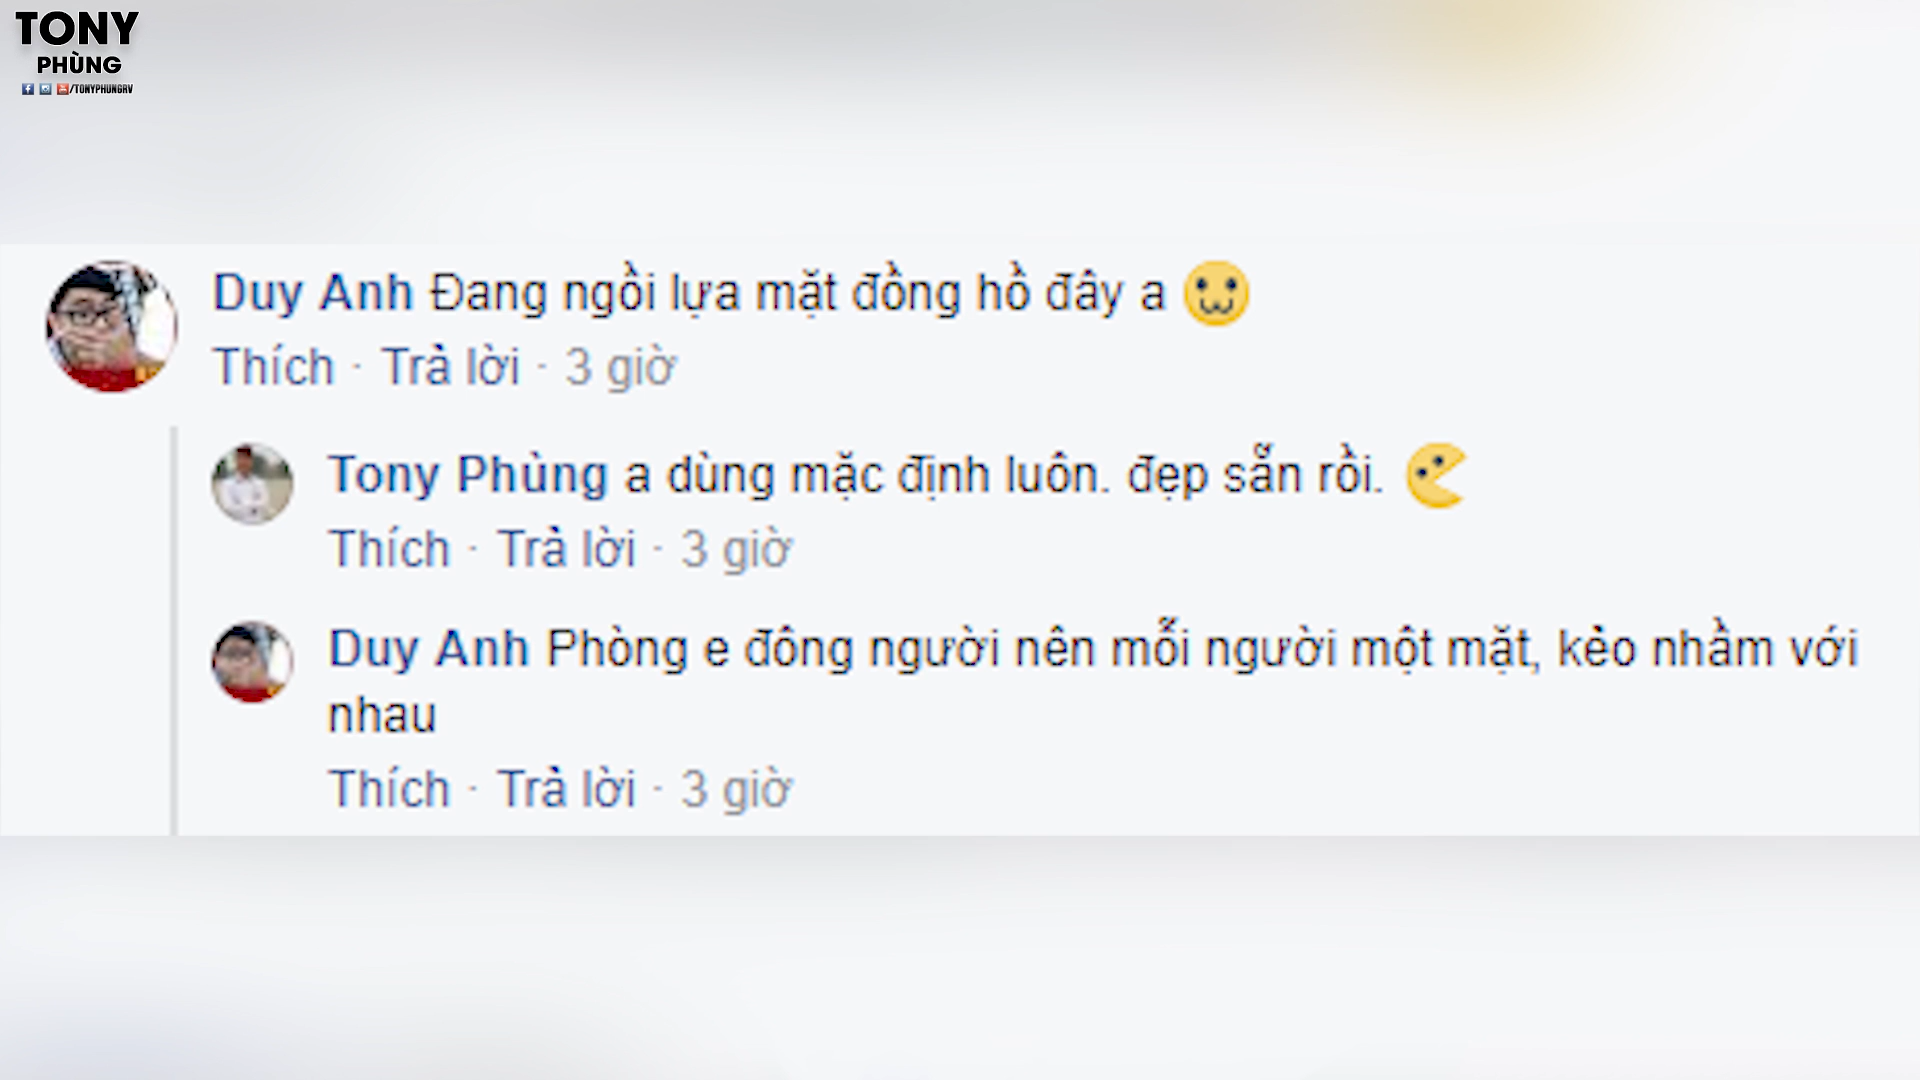 TONY
PHÙNG
/TONYPHUNGRV
Duy Anh Đang ngồi lựa mặt đồng hồ đây a
Thích · Trả lời · 3 giờ
Tony Phùng a dùng mặc định luôn. đẹp sẵn rồi.
Thích · Trả lời · 3 giờ
Duy Anh Phòng e đông người nên mỗi người một mặt, kẻo nhầm với
nhau
Thích · Trả lời · 3 giờ